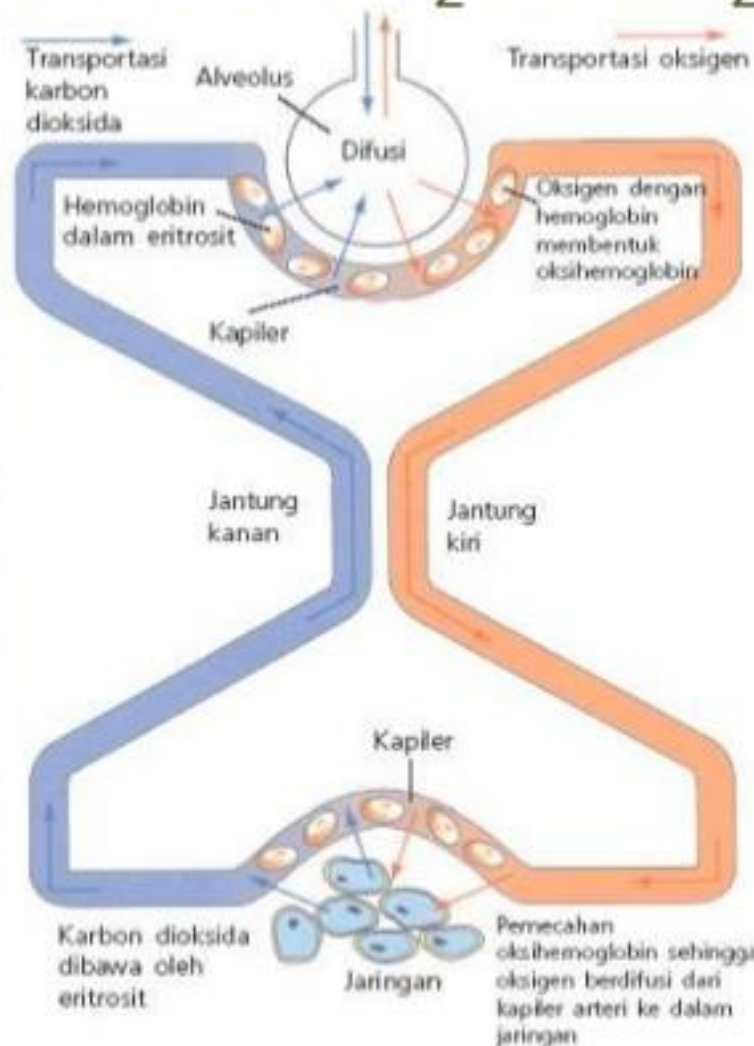 2
2
Transportasi
karbon
dioksida
Alveolus
Transportasi oksigen
Difusi
Hemoglobin
dalam eritrosit
Oksigen dengan
hemoglobin
membentuk
oksihemoglobin
Kapiler
Jantung
kanan
Jantung
kiri
Kapiler
Karbon dioksida
dibawa oleh
eritrosit
Jaringan
Pemecahan
oksihemoglobin sehingga
oksigen berdifusi dari
kapiler arteri ke dalam
jaringan